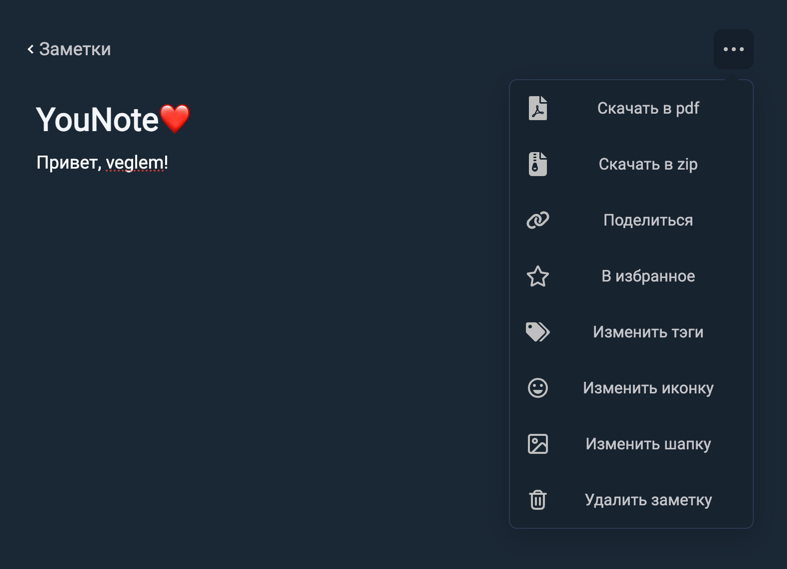 Заметки
YouNote❤️
Привет, veglem!
Скачать в pdf
Скачать в zip
Поделиться
В избранное
Изменить тэги
Изменить иконку
Изменить шапку
Удалить заметку